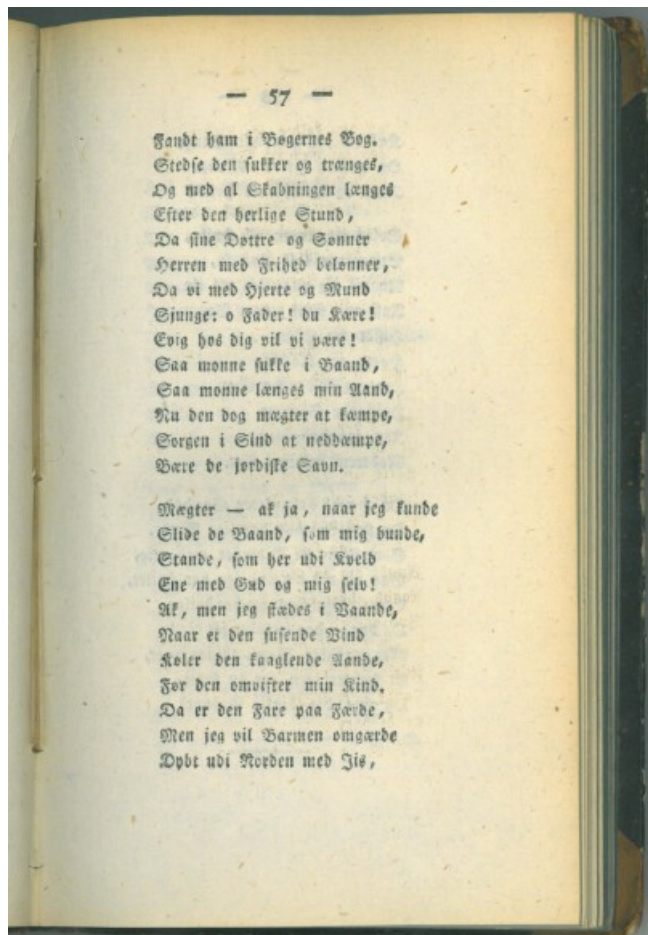 — 57 —
Fandt ham i Bøgernes Bog.
Stedse den sukker og trænges,
Og med al Skabningen længes
Efter den herlige Stund,
Da sine Døttre og Sønner
Herren med Frihed belønner,
Da vi med Hjerte og Mund
Sjunge: o Fader! du Kære!
Evig hos dig vil vi være!
Saa monne sukke i Baand,
Saa monne længes min Aand,
Nu den dog mægter at kæmpe,
Sorgen i Sind at neddæmpe,
Bære de jordiske Savn.
Mægter — ak ja, naar jeg kunde
Slide de Baand, som mig bunde,
Stande, som her udi Kveld
Ene med Gud og mig selv!
Ak, men jeg stædes i Vaande,
Naar ei den susende Vind
Køler den kaaglende Aande,
Før den omvifter min Kind.
Da er den Fare paa Færde,
Men jeg vil Barmen omgærde
Dybt udi Norden med Jis,